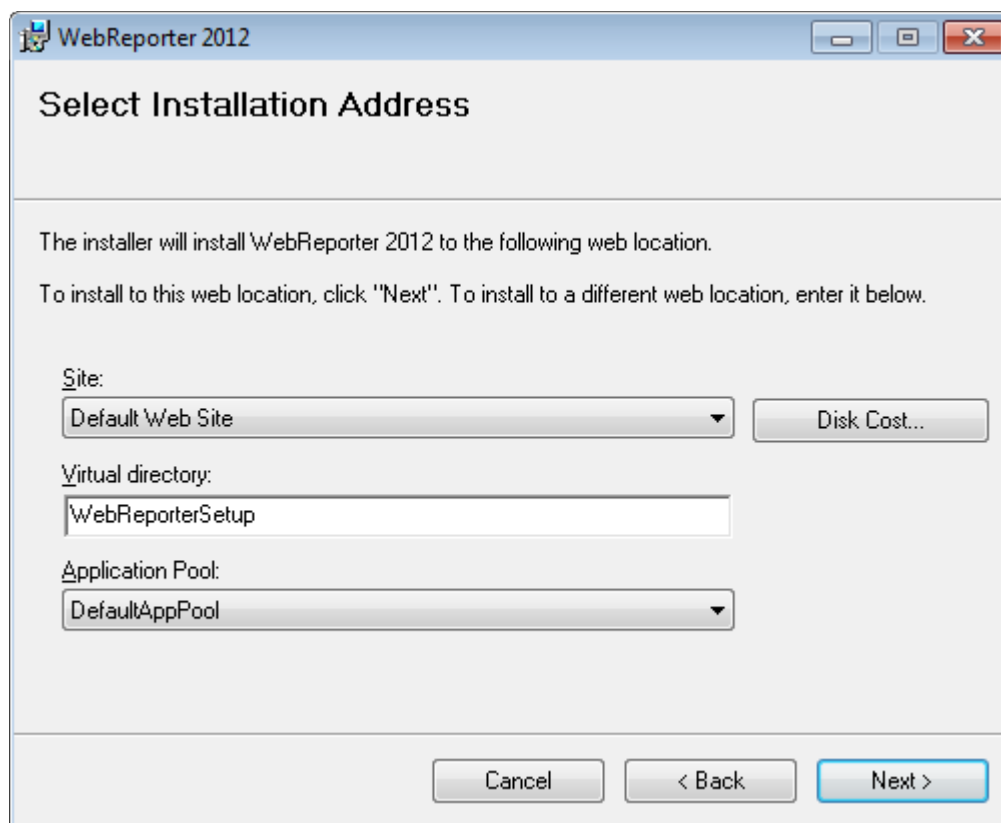 WebReporter 2012
Select Installation Address
The installer will install WebReporter 2012 to the following web location.
To install to this web location, click "Next". To install to a different web location, enter it below.
Site:
Default Web Site
Disk Cost...
Virtual directory:
WebReporterSetup
Application Pool:
DefaultAppPool
Cancel
< Back
Next >